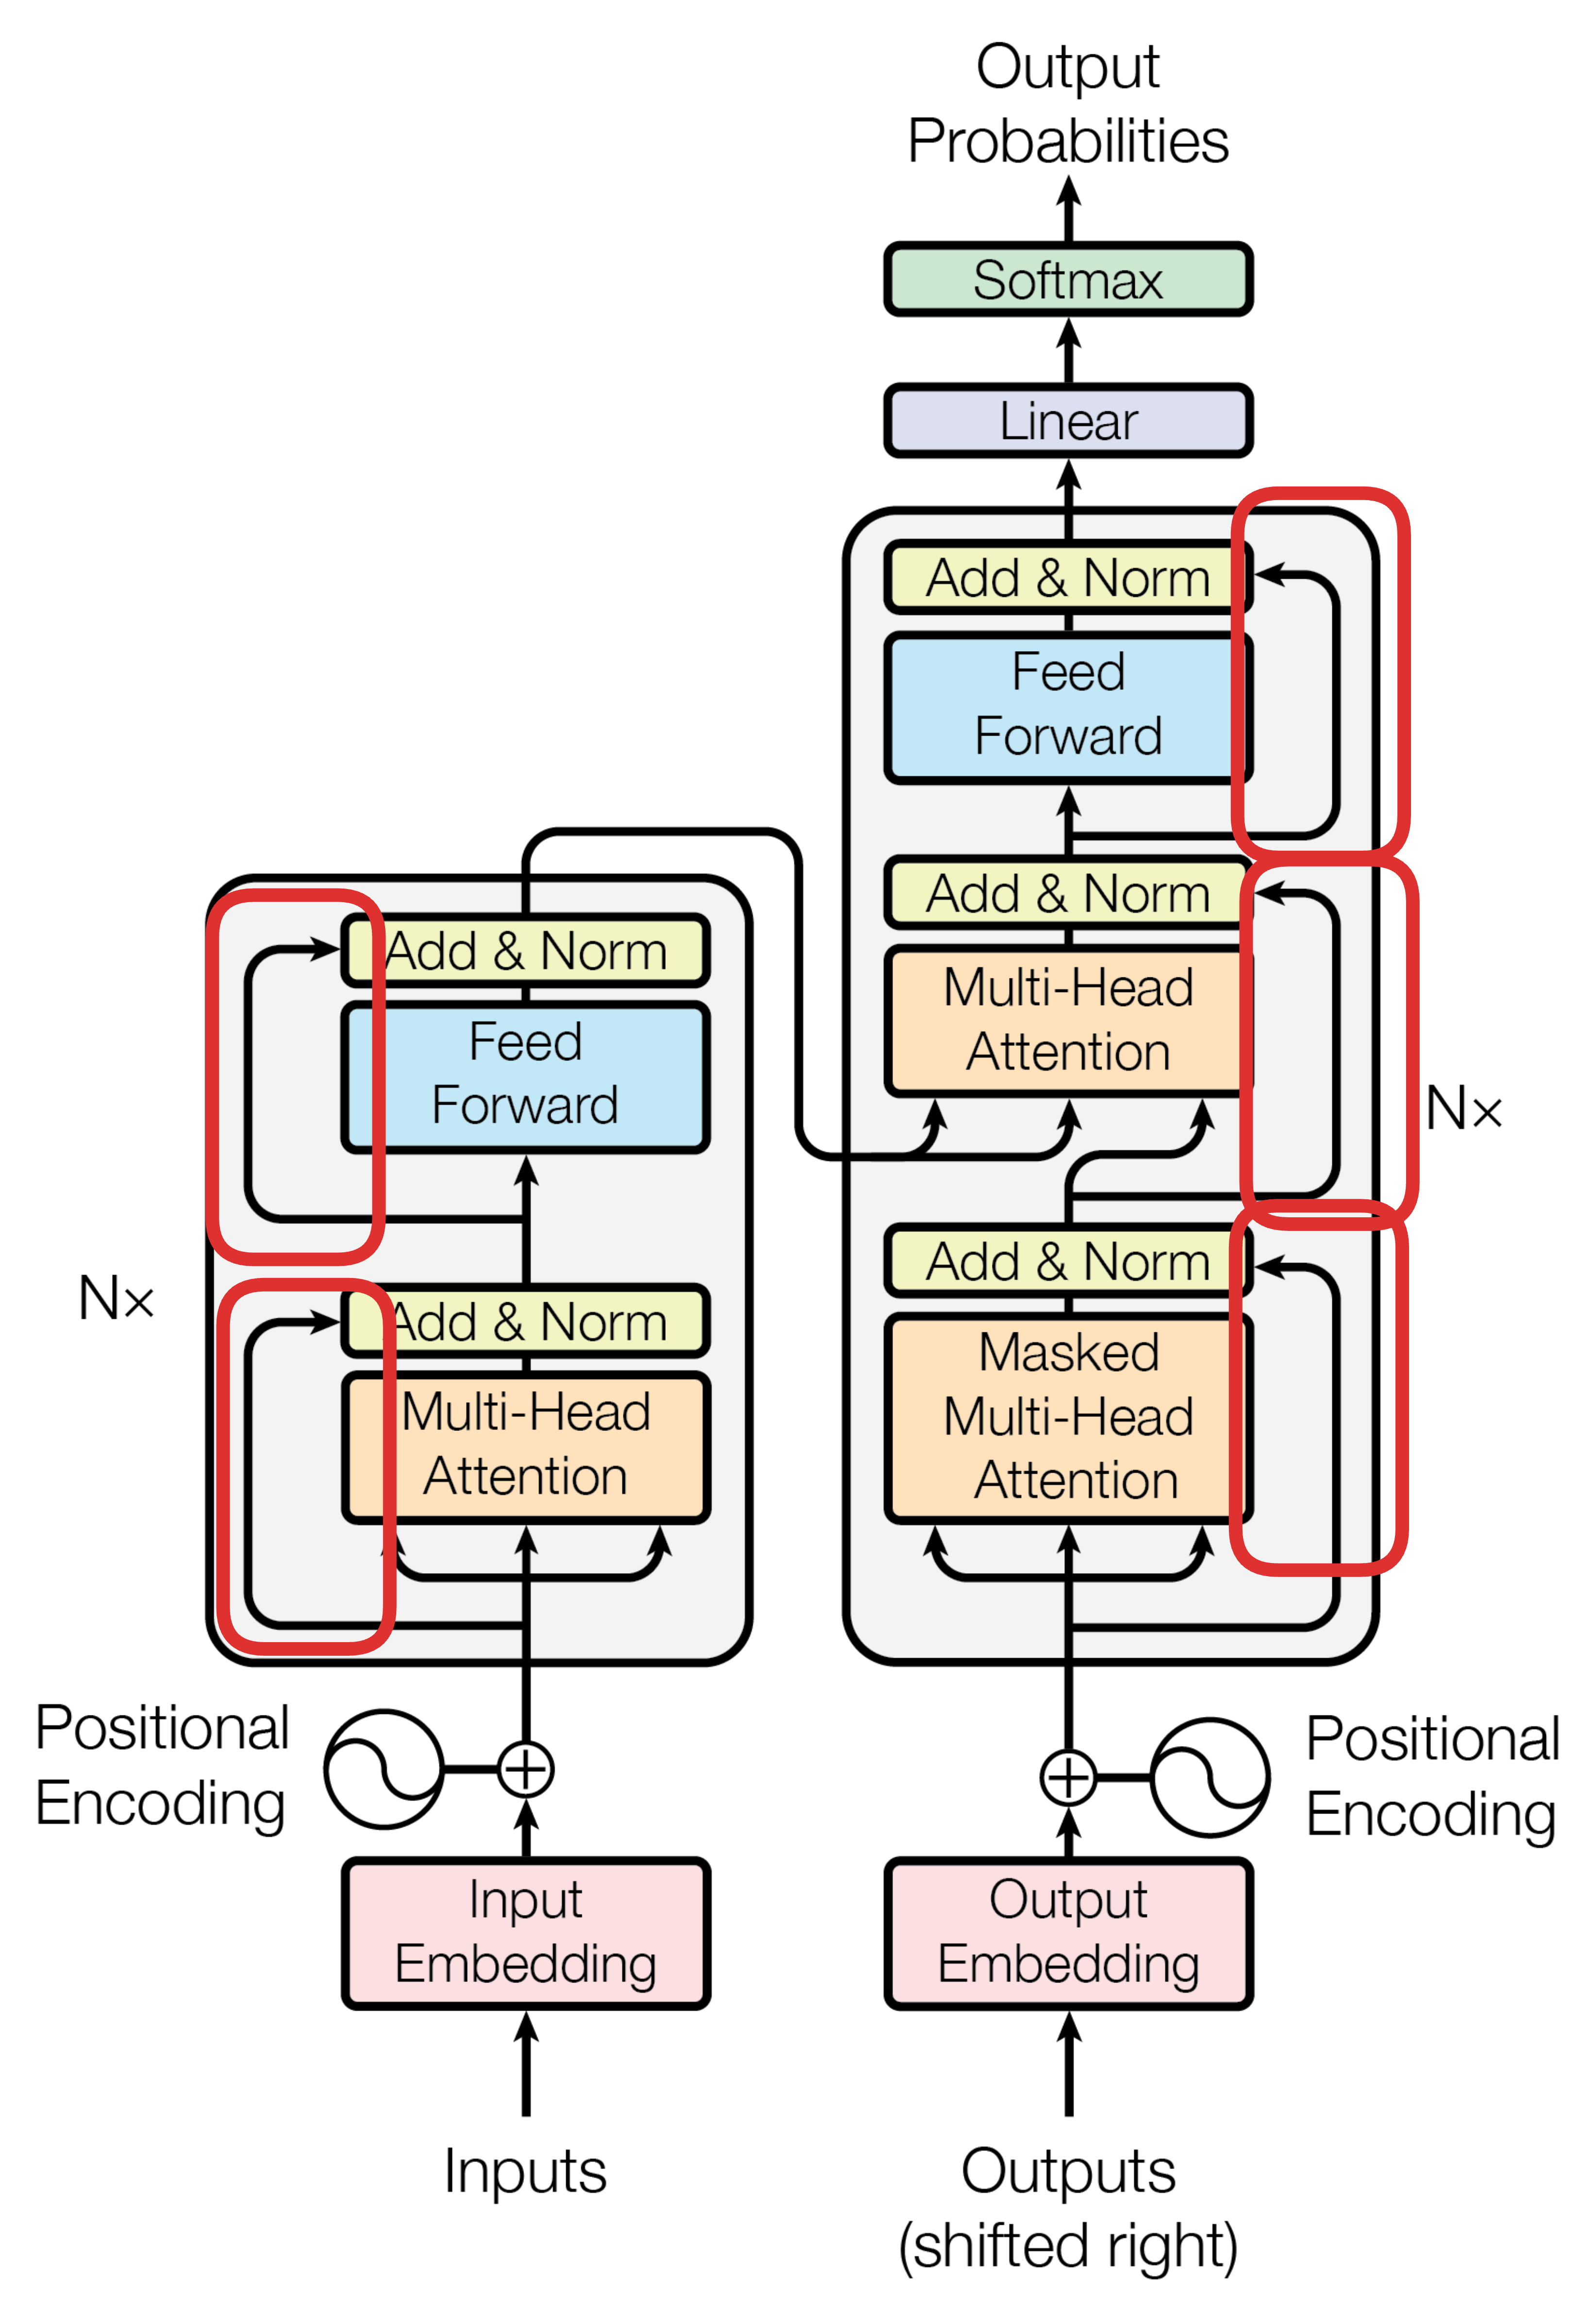 Output
Probabilities
Softmax
Linear
Add & Norm
Feed
Forward
Add & Norm
Multi-Head
Attention
N×
Add & Norm
Masked
Multi-Head
Attention
Add & Norm
Feed
Forward
N×
Add & Norm
Multi-Head
Attention
Positional
Encoding
Positional
Encoding
Input
Embedding
Output
Embedding
Inputs
Outputs
(shifted right)